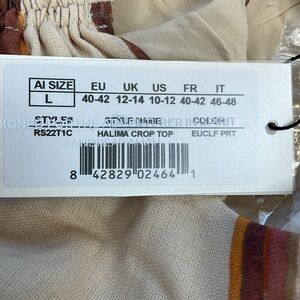 AI SIZE EU UK US FR IT
L 40-42 12-14 10-12 40-42 46-48
STYLE# STYLE NAME COLOR
RS22T1C HALIMA CROP TOP EUCLF PRT
8 42829 02464 1